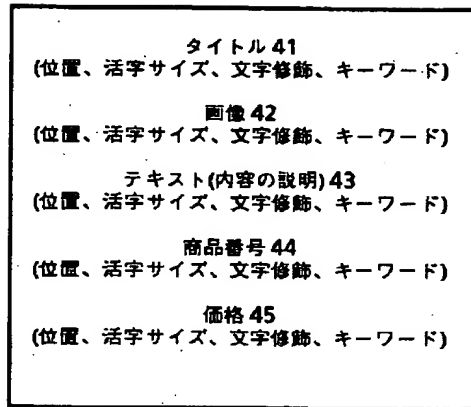 タイトル 41
(位置、活字サイズ、文字修飾、キーワード)
画像 42
(位置、活字サイズ、文字修飾、キーワード)
テキスト(内容の説明) 43
(位置、活字サイズ、文字修飾、キーワード)
商品番号 44
(位置、活字サイズ、文字修飾、キーワード)
価格 45
(位置、活字サイズ、文字修飾、キーワード)